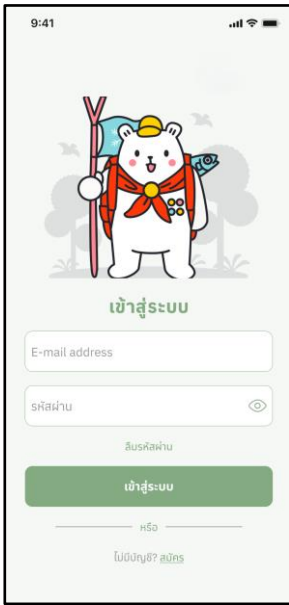 9:41
เข้าสู่ระบบ
E-mail address
รหัสผ่าน
ลืมรหัสผ่าน
เข้าสู่ระบบ
หรือ
ไม่มีบัญชี? สมัคร